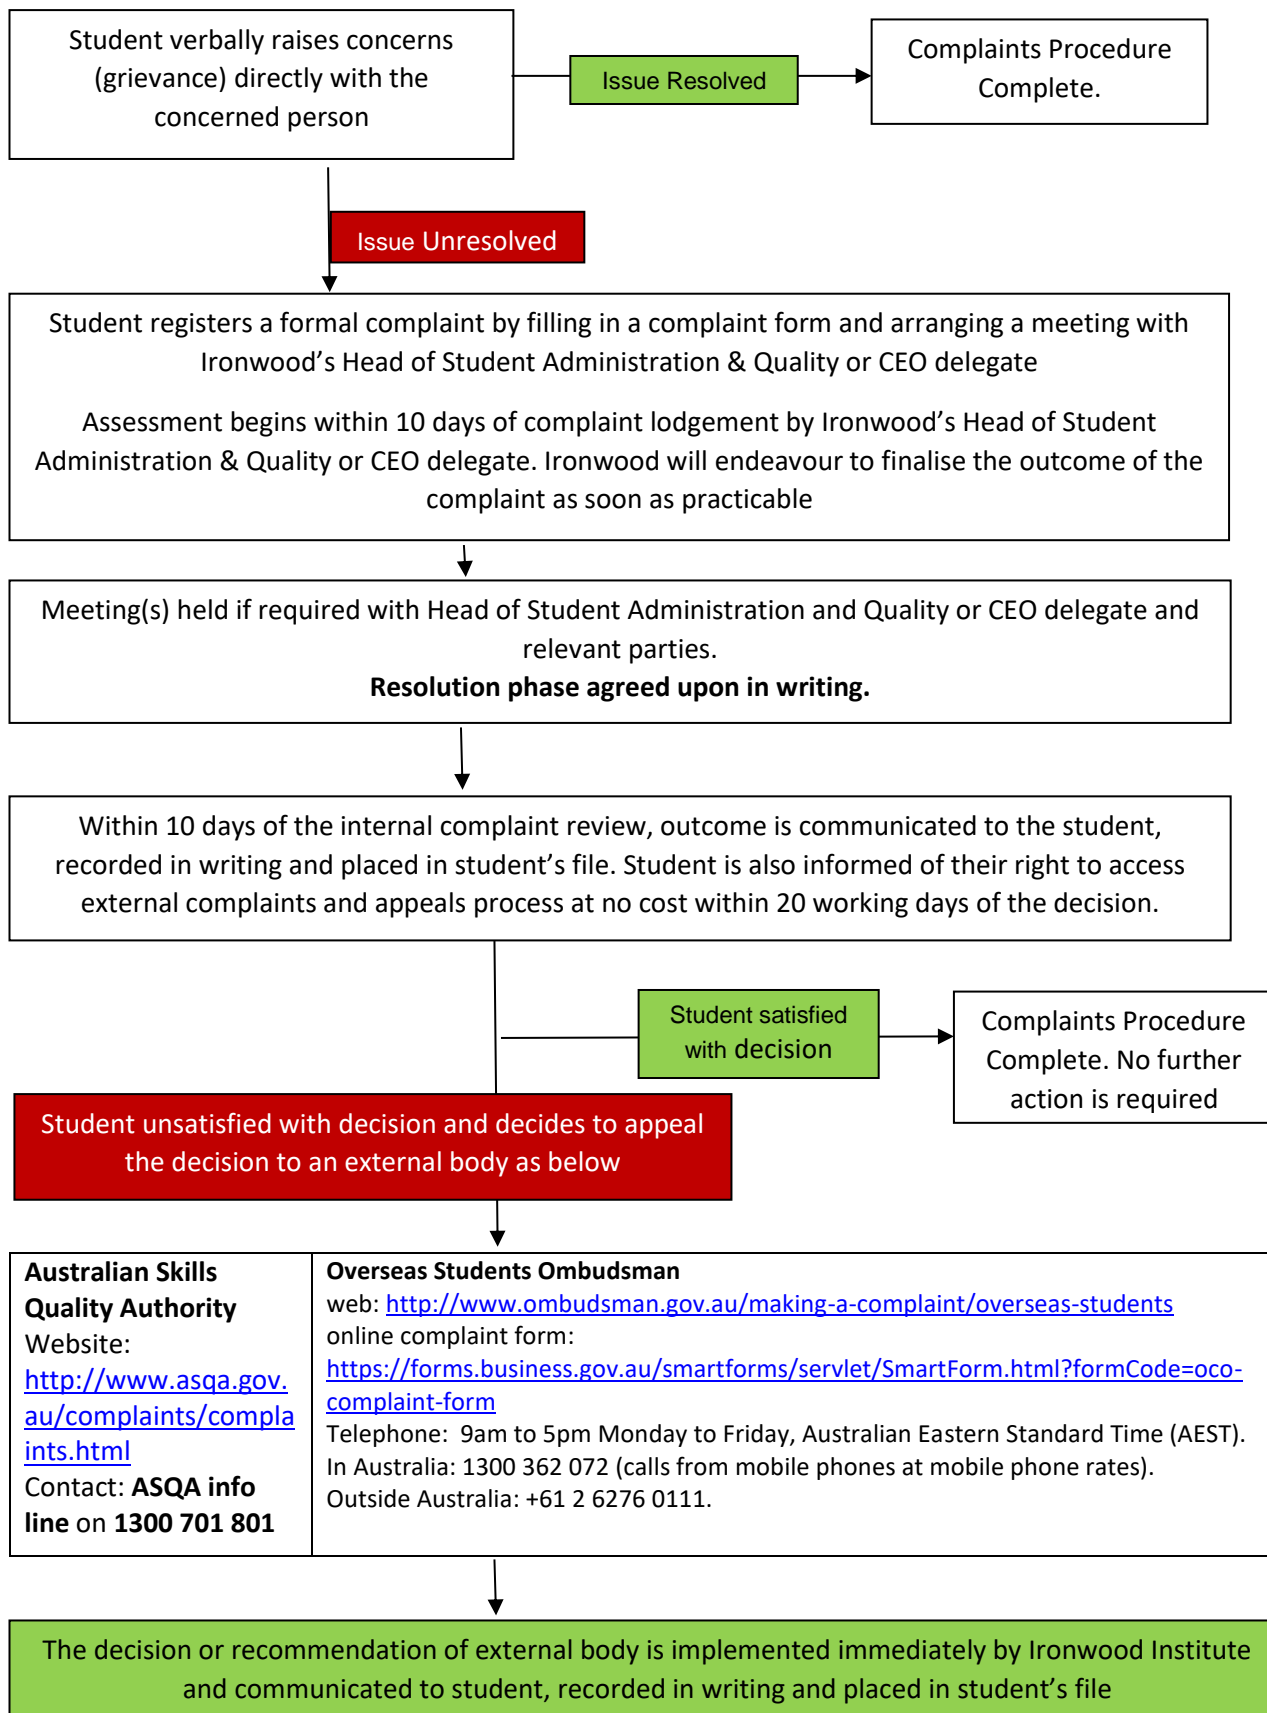 Student verbally raises concerns
(grievance) directly with the
concerned person
Issue Resolved
Complaints Procedure
Complete.
Issue Unresolved
Student registers a formal complaint by filling in a complaint form and arranging a meeting with
Ironwood’s Head of Student Administration & Quality or CEO delegate
Assessment begins within 10 days of complaint lodgement by Ironwood’s Head of Student
Administration & Quality or CEO delegate. Ironwood will endeavour to finalise the outcome of the
complaint as soon as practicable
Meeting(s) held if required with Head of Student Administration and Quality or CEO delegate and
relevant parties.
Resolution phase agreed upon in writing.
Within 10 days of the internal complaint review, outcome is communicated to the student,
recorded in writing and placed in student’s file. Student is also informed of their right to access
external complaints and appeals process at no cost within 20 working days of the decision.
Student satisfied
with decision
Complaints Procedure
Complete. No further
action is required
Student unsatisfied with decision and decides to appeal
the decision to an external body as below
Australian Skills
Quality Authority
Website:
http://www.asqa.gov.
au/complaints/compla
ints.html
Contact: ASQA info
line on 1300 701 801
Overseas Students Ombudsman
web: http://www.ombudsman.gov.au/making-a-complaint/overseas-students
online complaint form:
https://forms.business.gov.au/smartforms/servlet/SmartForm.html?formCode=oco-
complaint-form
Telephone: 9am to 5pm Monday to Friday, Australian Eastern Standard Time (AEST).
In Australia: 1300 362 072 (calls from mobile phones at mobile phone rates).
Outside Australia: +61 2 6276 0111.
The decision or recommendation of external body is implemented immediately by Ironwood Institute
and communicated to student, recorded in writing and placed in student’s file